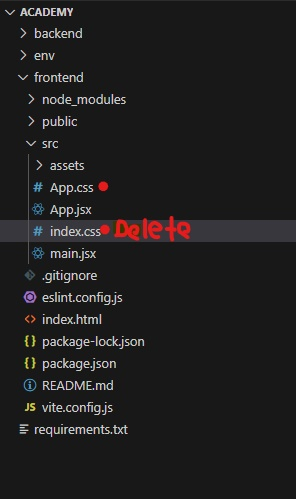 ACADEMY
backend
env
frontend
node_modules
public
src
assets
# App.css
App.jsx
# index.css Delete
main.jsx
.gitignore
eslint.config.js
<> index.html
{} package-lock.json
{} package.json
README.md
JS vite.config.js
requirements.txt